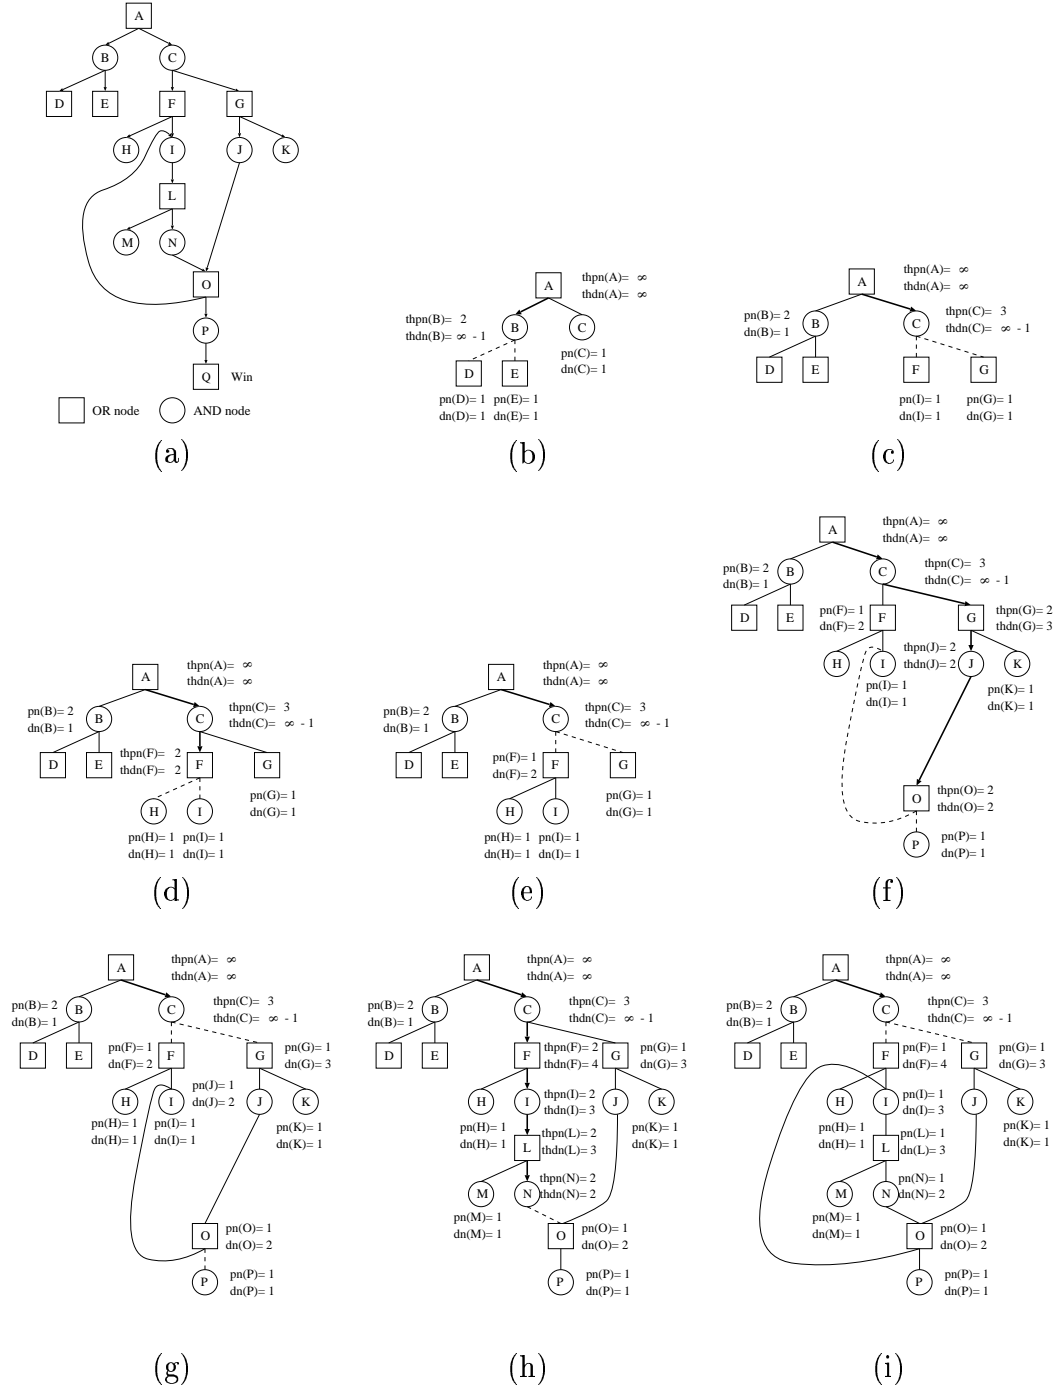 A
B
C
D
E
F
G
H
I
J
K
L
M
N
O
P
Q
Win
OR node
AND node
(a)
A
thpn(A)= ∞
thdn(A)= ∞
thpn(B)= 2
thdn(B)= ∞ - 1
B
C
pn(C)= 1
dn(C)= 1
D
E
pn(D)= 1
pn(E)= 1
dn(D)= 1
dn(E)= 1
(b)
A
thpn(A)= ∞
thdn(A)= ∞
pn(B)= 2
dn(B)= 1
B
C
thpn(C)= 3
thdn(C)= ∞ - 1
D
E
F
G
pn(I)= 1
pn(G)= 1
dn(I)= 1
dn(G)= 1
(c)
A
thpn(A)= ∞
thdn(A)= ∞
pn(B)= 2
dn(B)= 1
B
C
thpn(C)= 3
thdn(C)= ∞ - 1
D
E
thpn(F)= 2
thdn(F)= 2
F
G
pn(G)= 1
dn(G)= 1
H
I
pn(H)= 1
pn(I)= 1
dn(H)= 1
dn(I)= 1
(d)
A
thpn(A)= ∞
thdn(A)= ∞
pn(B)= 2
dn(B)= 1
B
C
thpn(C)= 3
thdn(C)= ∞ - 1
D
E
pn(F)= 1
dn(F)= 2
F
G
pn(G)= 1
dn(G)= 1
H
I
pn(H)= 1
pn(I)= 1
dn(H)= 1
dn(I)= 1
(e)
A
thpn(A)= ∞
thdn(A)= ∞
pn(B)= 2
dn(B)= 1
B
C
thpn(C)= 3
thdn(C)= ∞ - 1
D
E
pn(F)= 1
dn(F)= 2
F
G
thpn(G)= 2
thdn(G)= 3
H
I
thpn(J)= 2
thdn(J)= 2
J
K
pn(I)= 1
dn(I)= 1
pn(K)= 1
dn(K)= 1
O
thpn(O)= 2
thdn(O)= 2
P
pn(P)= 1
dn(P)= 1
(f)
A
thpn(A)= ∞
thdn(A)= ∞
pn(B)= 2
dn(B)= 1
B
C
thpn(C)= 3
thdn(C)= ∞ - 1
D
E
pn(F)= 1
dn(F)= 2
F
G
pn(G)= 1
dn(G)= 3
H
I
pn(J)= 1
dn(J)= 2
J
K
pn(H)= 1
pn(I)= 1
dn(H)= 1
dn(I)= 1
pn(K)= 1
dn(K)= 1
O
pn(O)= 1
dn(O)= 2
P
pn(P)= 1
dn(P)= 1
(g)
A
thpn(A)= ∞
thdn(A)= ∞
pn(B)= 2
dn(B)= 1
B
C
thpn(C)= 3
thdn(C)= ∞ - 1
D
E
F
thpn(F)= 2
thdn(F)= 4
G
pn(G)= 1
dn(G)= 3
H
I
thpn(I)= 2
thdn(I)= 3
J
K
pn(H)= 1
dn(H)= 1
pn(K)= 1
dn(K)= 1
L
thpn(L)= 2
thdn(L)= 3
M
N
thpn(N)= 2
thdn(N)= 2
pn(M)= 1
dn(M)= 1
O
pn(O)= 1
dn(O)= 2
P
pn(P)= 1
dn(P)= 1
(h)
A
thpn(A)= ∞
thdn(A)= ∞
pn(B)= 2
dn(B)= 1
B
C
thpn(C)= 3
thdn(C)= ∞ - 1
D
E
F
pn(F)= 1
dn(F)= 4
G
pn(G)= 1
dn(G)= 3
H
I
pn(I)= 1
dn(I)= 3
J
K
pn(H)= 1
dn(H)= 1
pn(K)= 1
dn(K)= 1
L
pn(L)= 1
dn(L)= 3
M
N
pn(N)= 1
dn(N)= 2
pn(M)= 1
dn(M)= 1
O
pn(O)= 1
dn(O)= 2
P
pn(P)= 1
dn(P)= 1
(i)